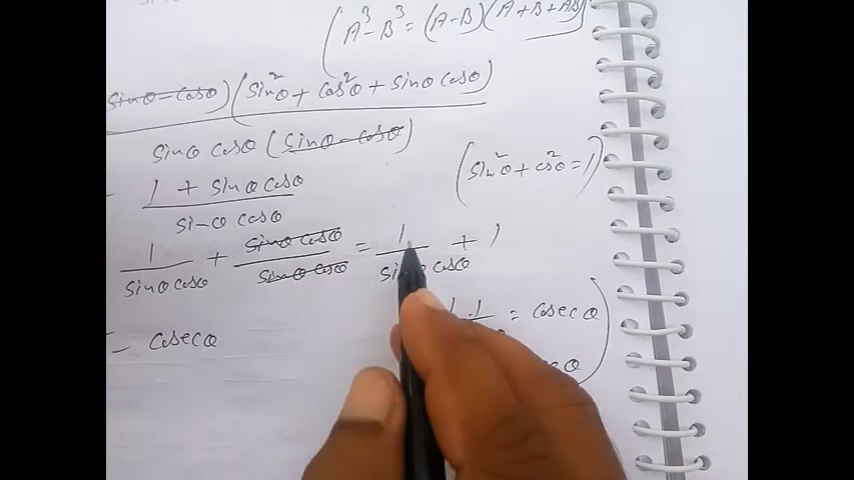 (A³-B³ = (A-B)(A+B+AB)
sinθ-cosθ)(sin²θ+cos²θ+sinθ cosθ)
sinθ cosθ (sinθ-cosθ)
1 + sinθ cosθ (sin²θ+cos²θ=1)
sinθ cosθ
1/sinθ cosθ + sinθ cosθ/sinθ cosθ = 1/sinθ cosθ + 1
= cosecθ
1 = cosecθ)